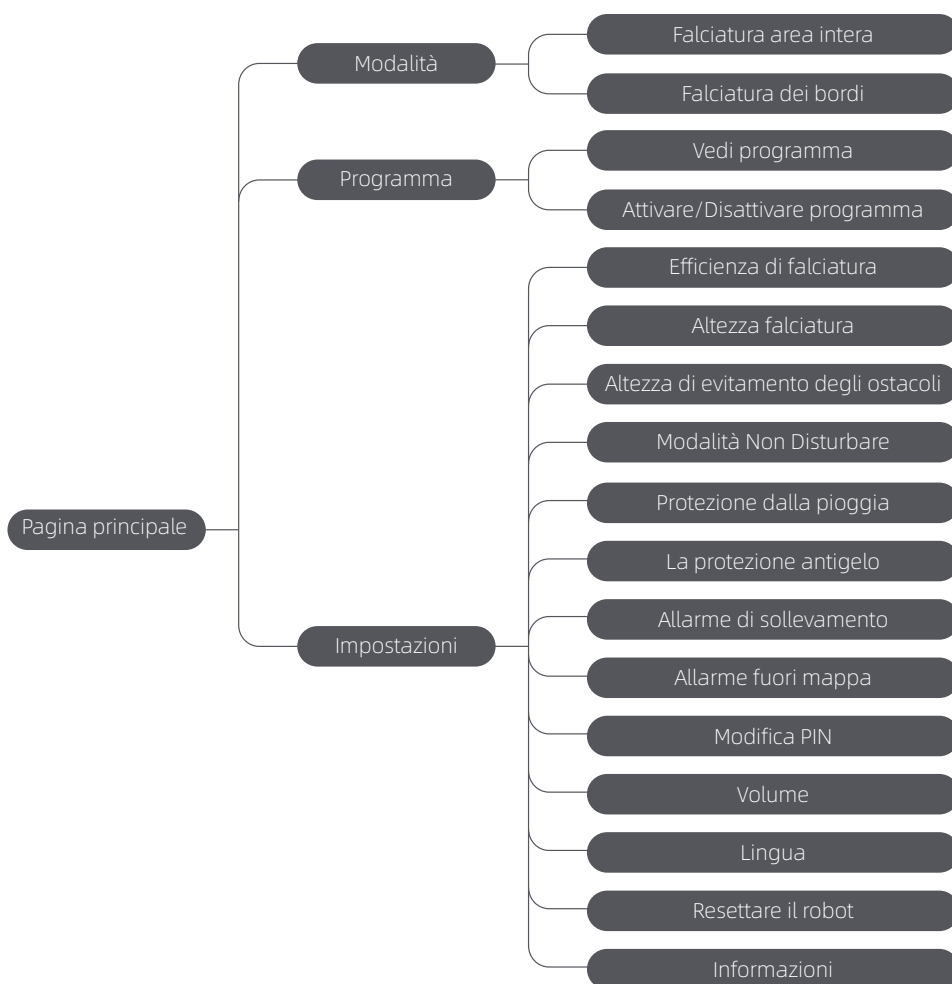 Pagina principale
Modalità
Falciatura area intera
Falciatura dei bordi
Programma
Vedi programma
Attivare/Disattivare programma
Impostazioni
Efficienza di falciatura
Altezza falciatura
Altezza di evitamento degli ostacoli
Modalità Non Disturbare
Protezione dalla pioggia
La protezione antigelo
Allarme di sollevamento
Allarme fuori mappa
Modifica PIN
Volume
Lingua
Resettare il robot
Informazioni